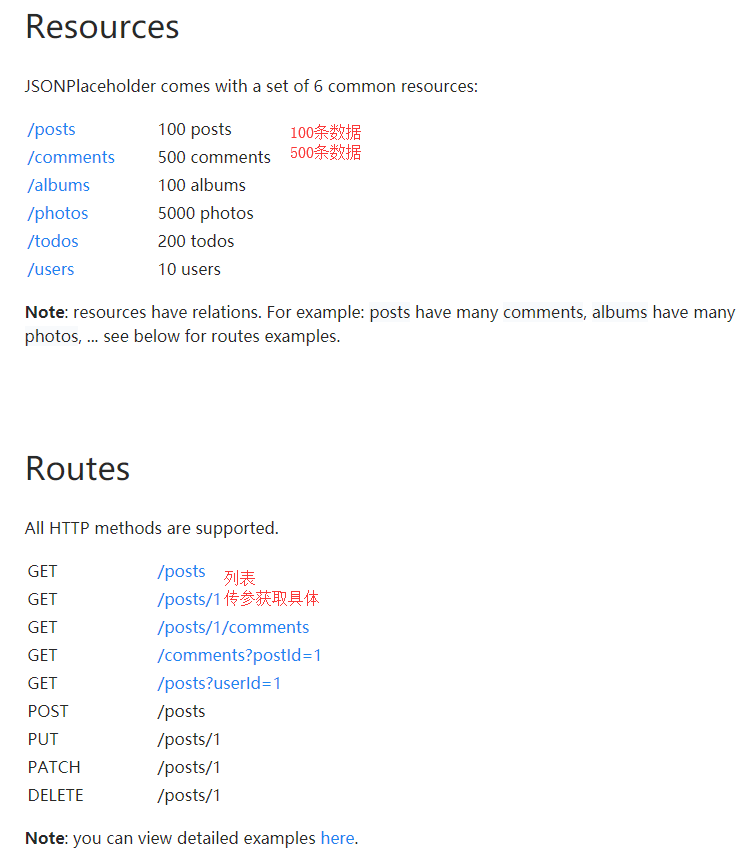 Resources
JSONPlaceholder comes with a set of 6 common resources:
/posts 100 posts 100条数据
/comments 500 comments 500条数据
/albums 100 albums
/photos 5000 photos
/todos 200 todos
/users 10 users
Note: resources have relations. For example: posts have many comments, albums have many
photos, ... see below for routes examples.
Routes
All HTTP methods are supported.
GET /posts 列表
GET /posts/1 传参获取具体
GET /posts/1/comments
GET /comments?postId=1
GET /posts?userId=1
POST /posts
PUT /posts/1
PATCH /posts/1
DELETE /posts/1
Note: you can view detailed examples here.